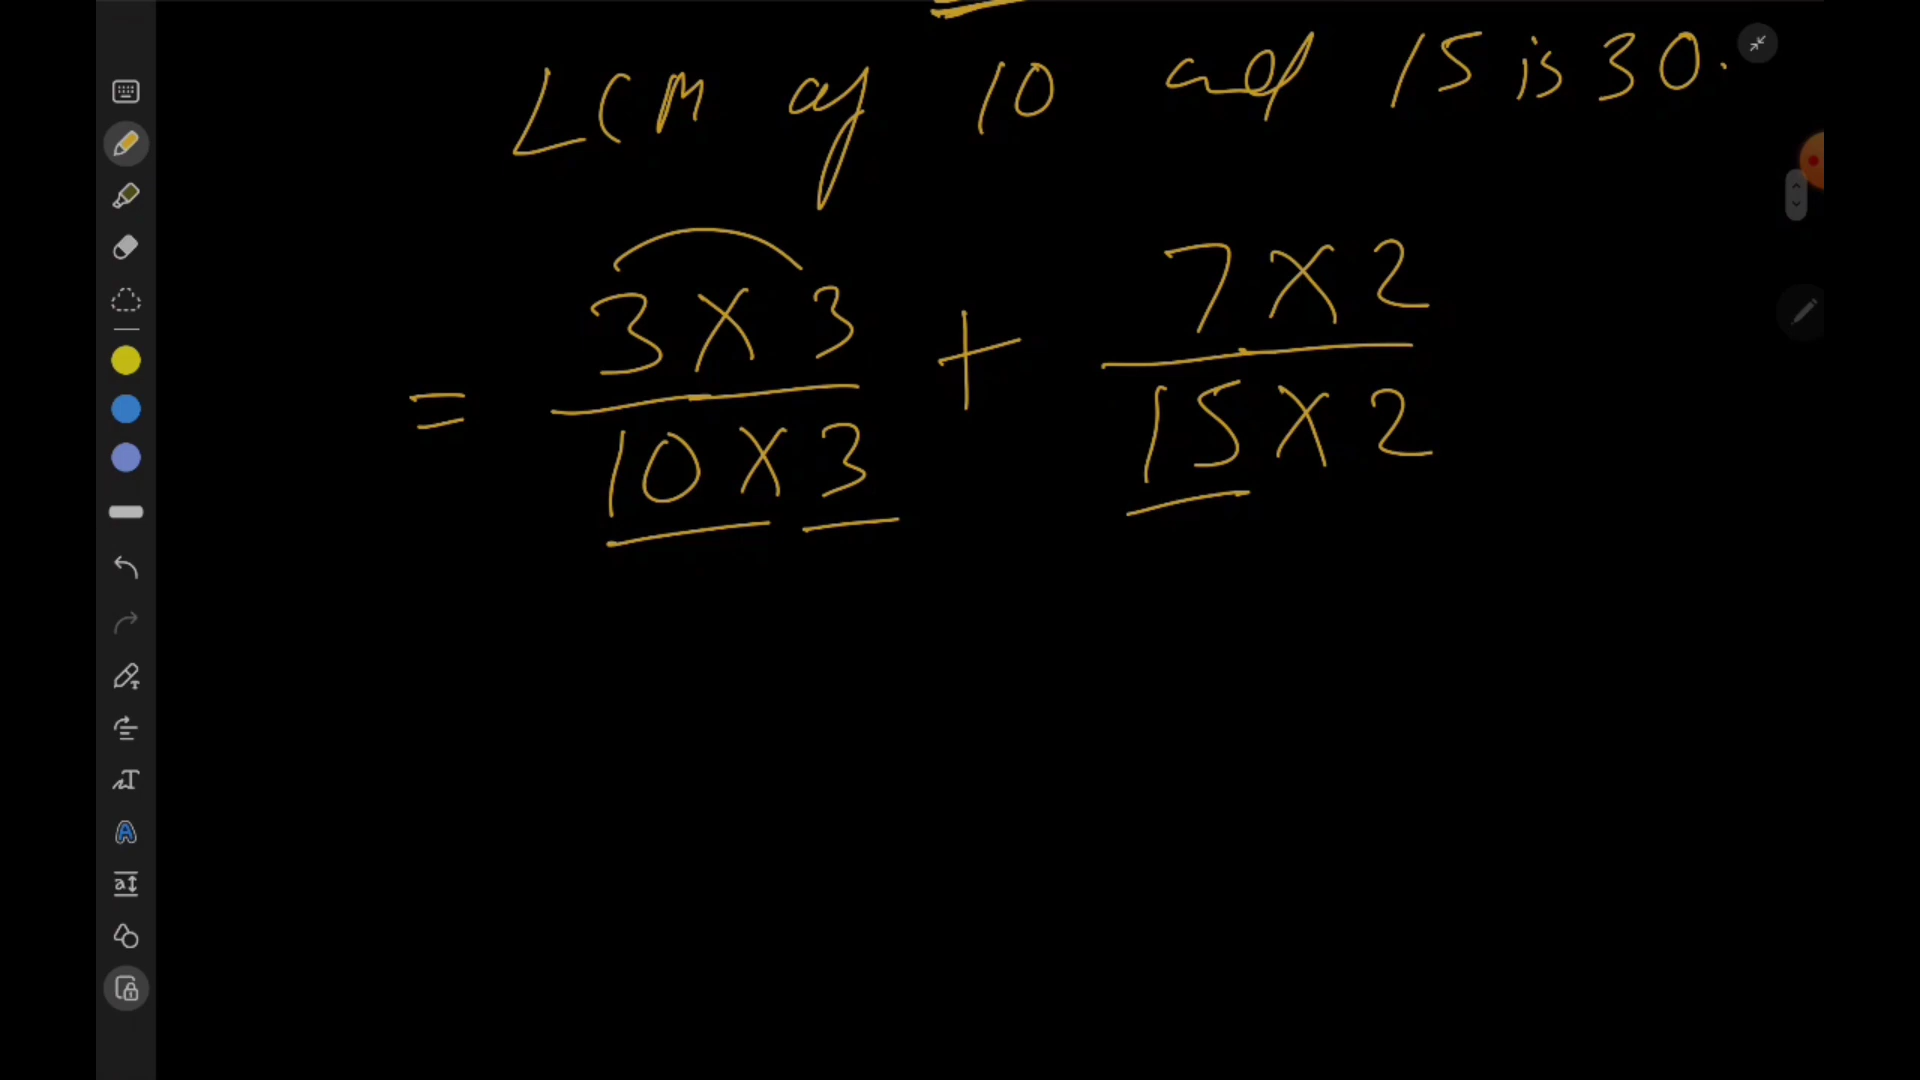 LCM of 10 and 15 is 30.
= 3 X 3 / 10 X 3 + 7 X 2 / 15 X 2